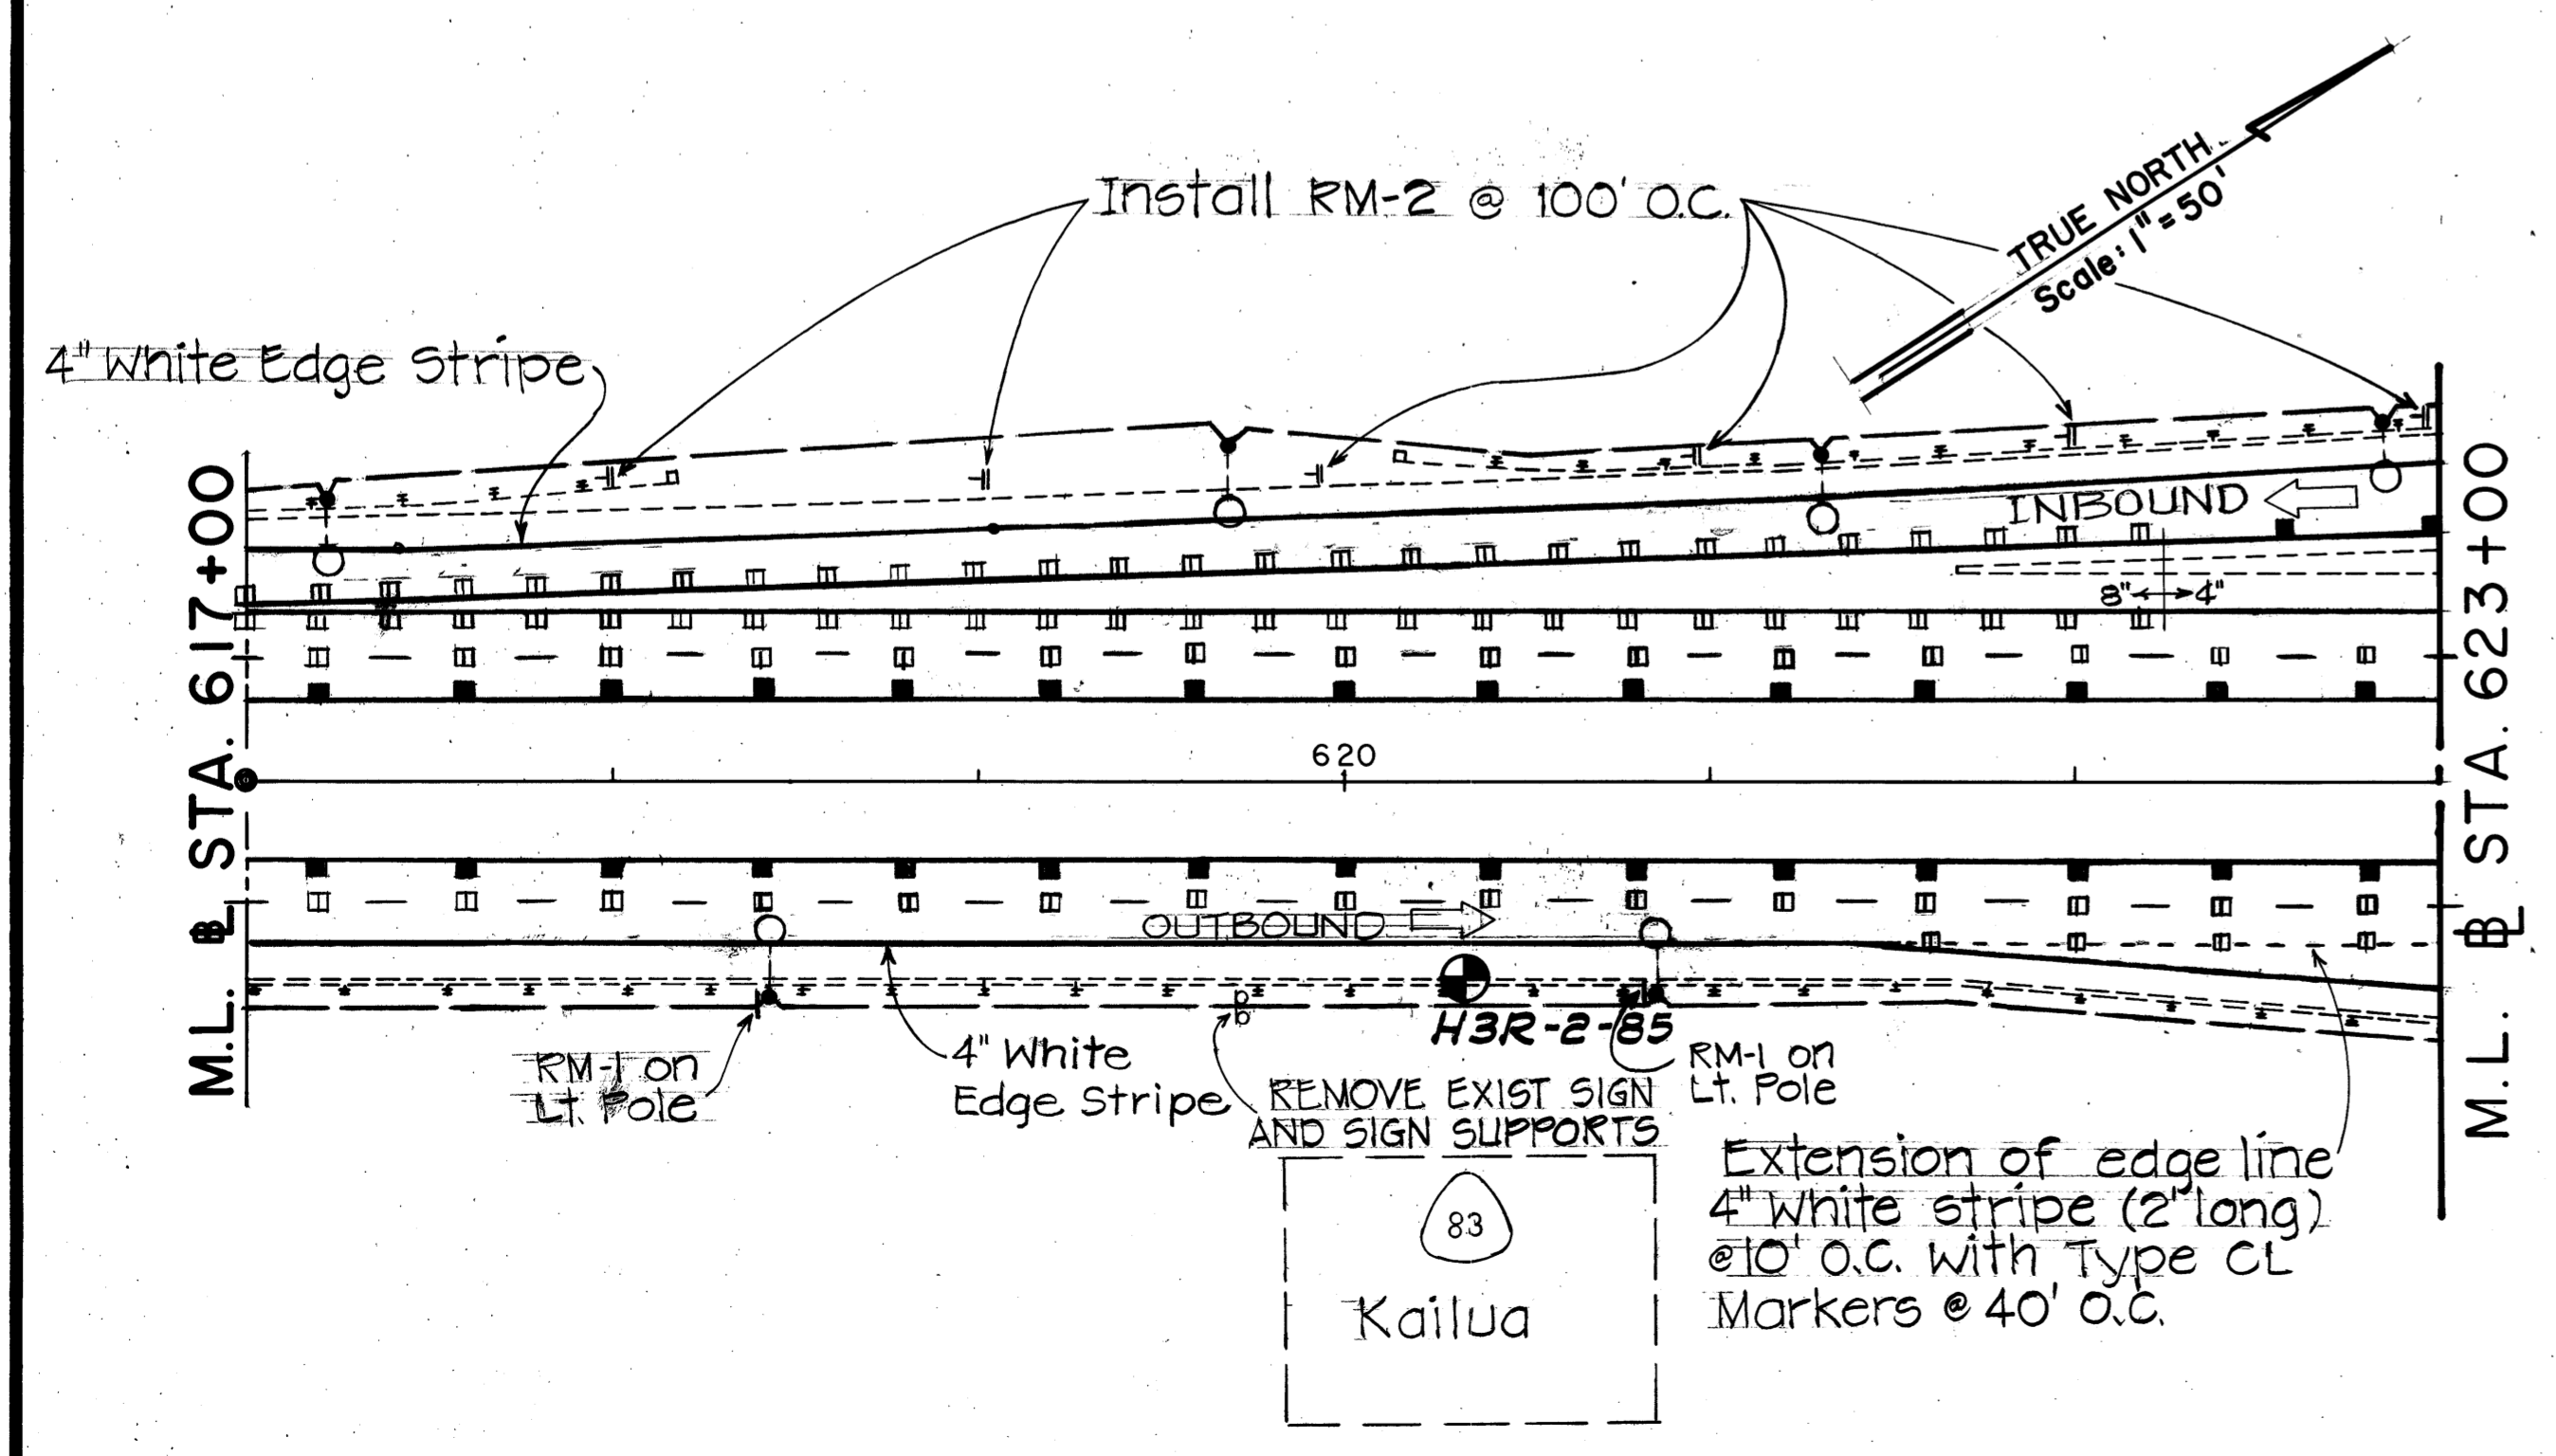 Install RM-2 @ 100' O.C.
TRUE NORTH
Scale: 1" = 50'
4" White Edge Stripe
INBOUND
8" 4"
M.L. BL STA. 617+00
620
M.L. BL STA. 623+00
OUTBOUND
H3R-2-85
RM-1 on
Lt. Pole
4" White
Edge Stripe
REMOVE EXIST SIGN
AND SIGN SUPPORTS
RM-1 on
Lt. Pole
83
Kailua
Extension of edge line
4" White stripe (2' long)
@ 10' O.C. with Type CL
Markers @ 40' O.C.